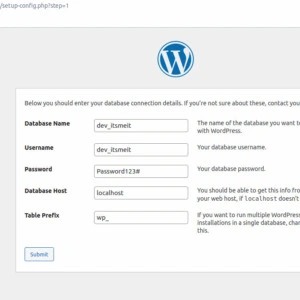 /setup-config.php?step=1
Below you should enter your database connection details. If you're not sure about these, contact you
Database Name dev_itsmeit The name of the database you want to
with WordPress.
Username dev_itsmeit Your database username.
Password Password123# Your database password.
Database Host localhost You should be able to get this info from
your web host, if localhost doesn't
Table Prefix wp_ If you want to run multiple WordPress
installations in a single database, chan
this.
Submit